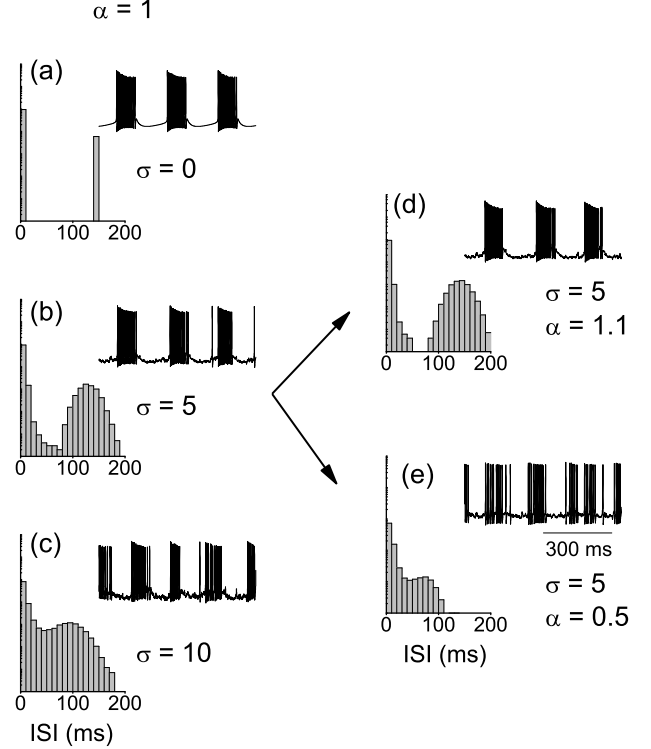 α = 1
(a)
σ = 0
0 100 200
(b)
σ = 5
0 100 200
(c)
σ = 10
0 100 200
ISI (ms)
(d)
σ = 5
α = 1.1
0 100 200
(e)
300 ms
σ = 5
α = 0.5
0 100 200
ISI (ms)